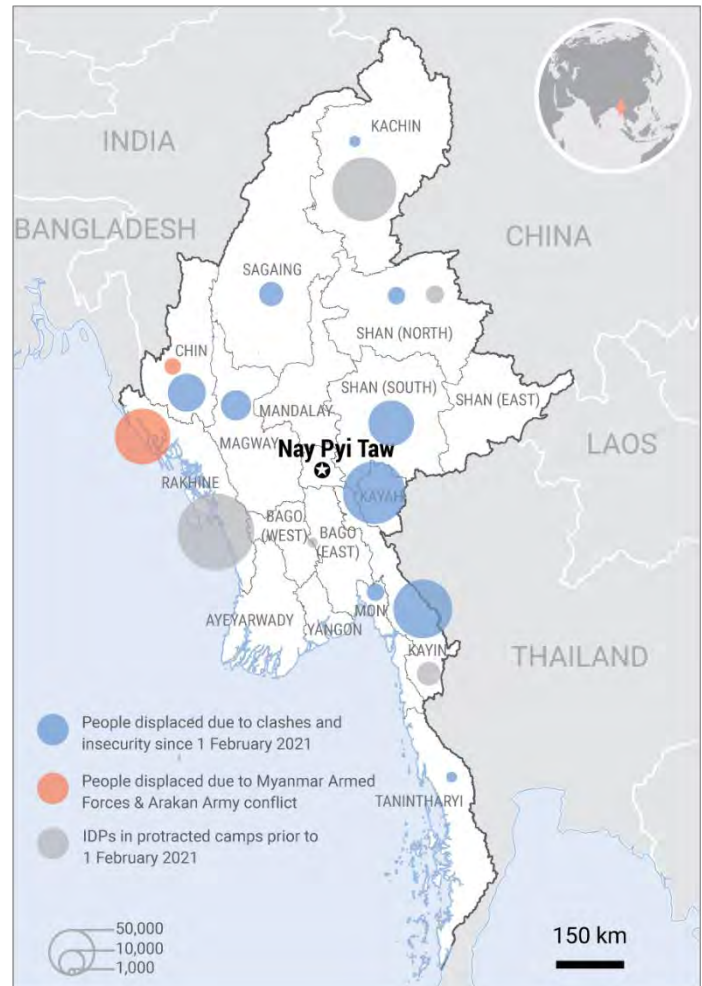 KACHIN
INDIA
BANGLADESH
CHINA
SAGAING
SHAN (NORTH)
CHIN
SHAN (SOUTH)
SHAN (EAST)
MANDALAY
MAGWAY
Nay Pyi Taw
LAOS
RAKHINE
KAYAH
BAGO
(WEST)
BAGO
(EAST)
AYEYARWADY
YANGON
MON
KAYIN
THAILAND
People displaced due to clashes and
insecurity since 1 February 2021
People displaced due to Myanmar Armed
Forces & Arakan Army conflict
TANINTHARYI
IDPs in protracted camps prior to
1 February 2021
50,000
10,000
1,000
150 km